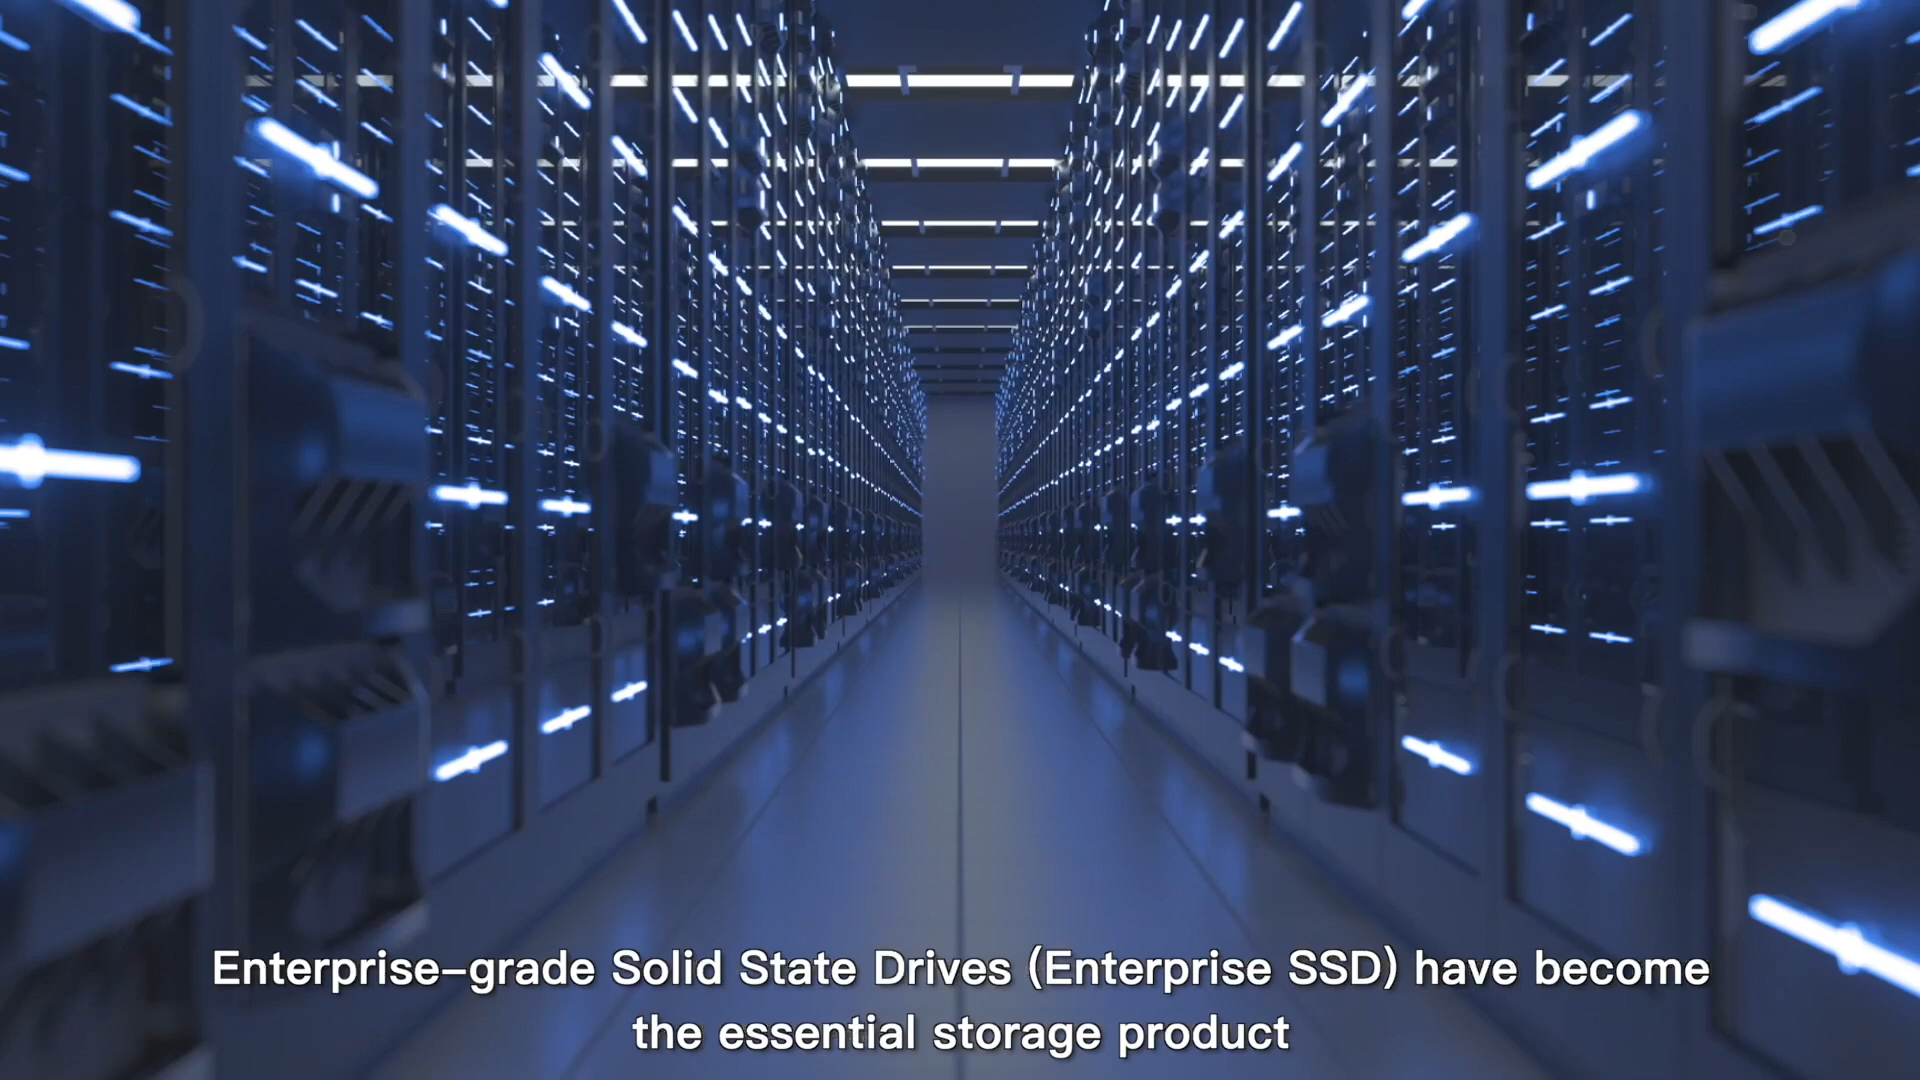 Enterprise–grade Solid State Drives (Enterprise SSD) have become
the essential storage product